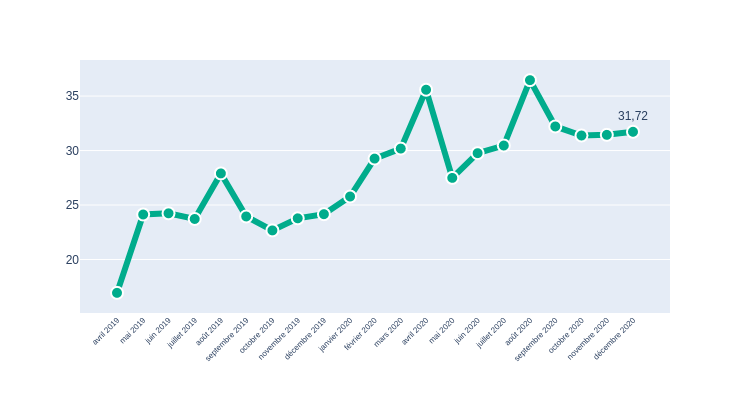 35
31,72
30
25
20
avril 2019
mai 2019
juin 2019
juillet 2019
août 2019
septembre 2019
octobre 2019
novembre 2019
décembre 2019
janvier 2020
février 2020
mars 2020
avril 2020
mai 2020
juin 2020
juillet 2020
août 2020
septembre 2020
octobre 2020
novembre 2020
décembre 2020